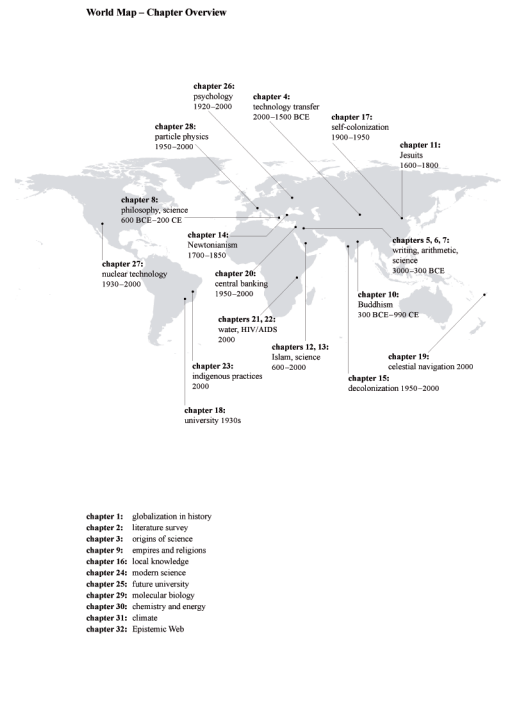 World Map – Chapter Overview
chapter 26:
psychology
1920–2000
chapter 4:
technology transfer
2000–1500 BCE
chapter 17:
self-colonization
1900–1950
chapter 28:
particle physics
1950–2000
chapter 11:
Jesuits
1600–1800
chapter 8:
philosophy, science
600 BCE–200 CE
chapter 14:
Newtonianism
1700–1850
chapters 5, 6, 7:
writing, arithmetic,
science
3000–300 BCE
chapter 27:
nuclear technology
1930–2000
chapter 20:
central banking
1950–2000
chapter 10:
Buddhism
300 BCE–990 CE
chapters 21, 22:
water, HIV/AIDS
2000
chapters 12, 13:
Islam, science
600–2000
chapter 19:
celestial navigation 2000
chapter 23:
indigenous practices
2000
chapter 15:
decolonization 1950–2000
chapter 18:
university 1930s
chapter 1: globalization in history
chapter 2: literature survey
chapter 3: origins of science
chapter 9: empires and religions
chapter 16: local knowledge
chapter 24: modern science
chapter 25: future university
chapter 29: molecular biology
chapter 30: chemistry and energy
chapter 31: climate
chapter 32: Epistemic Web